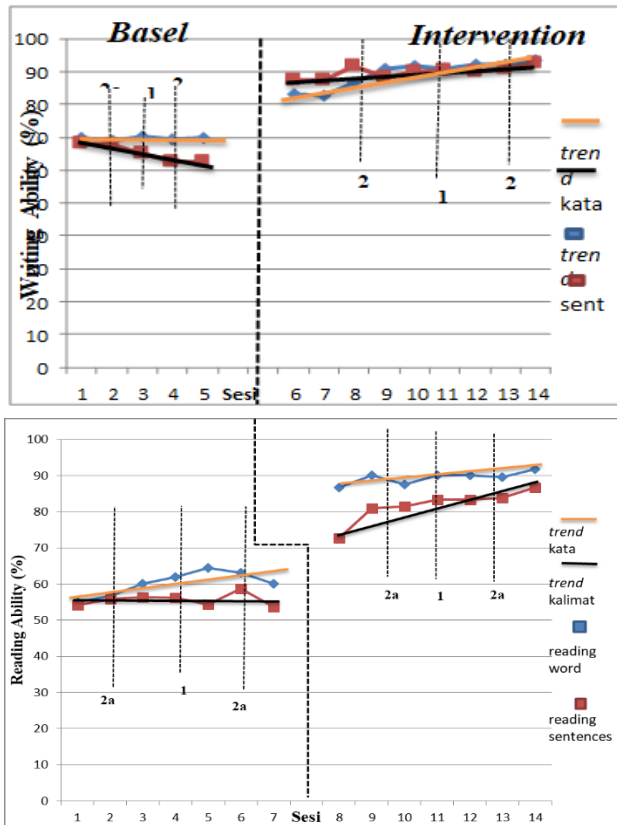 Basel
Intervention
Writing Ability (%)
100
90
80
70
60
50
40
30
20
10
0
2-
1
2
2
1
2
tren
d
kata
tren
d
sent
1 2 3 4 5 Sesi 6 7 8 9 10 11 12 13 14
Reading Ability (%)
100
90
80
70
60
50
40
30
20
10
0
2a
1
2a
2a
1
2a
trend
kata
trend
kalimat
reading
word
reading
sentences
1 2 3 4 5 6 7 Sesi 8 9 10 11 12 13 14